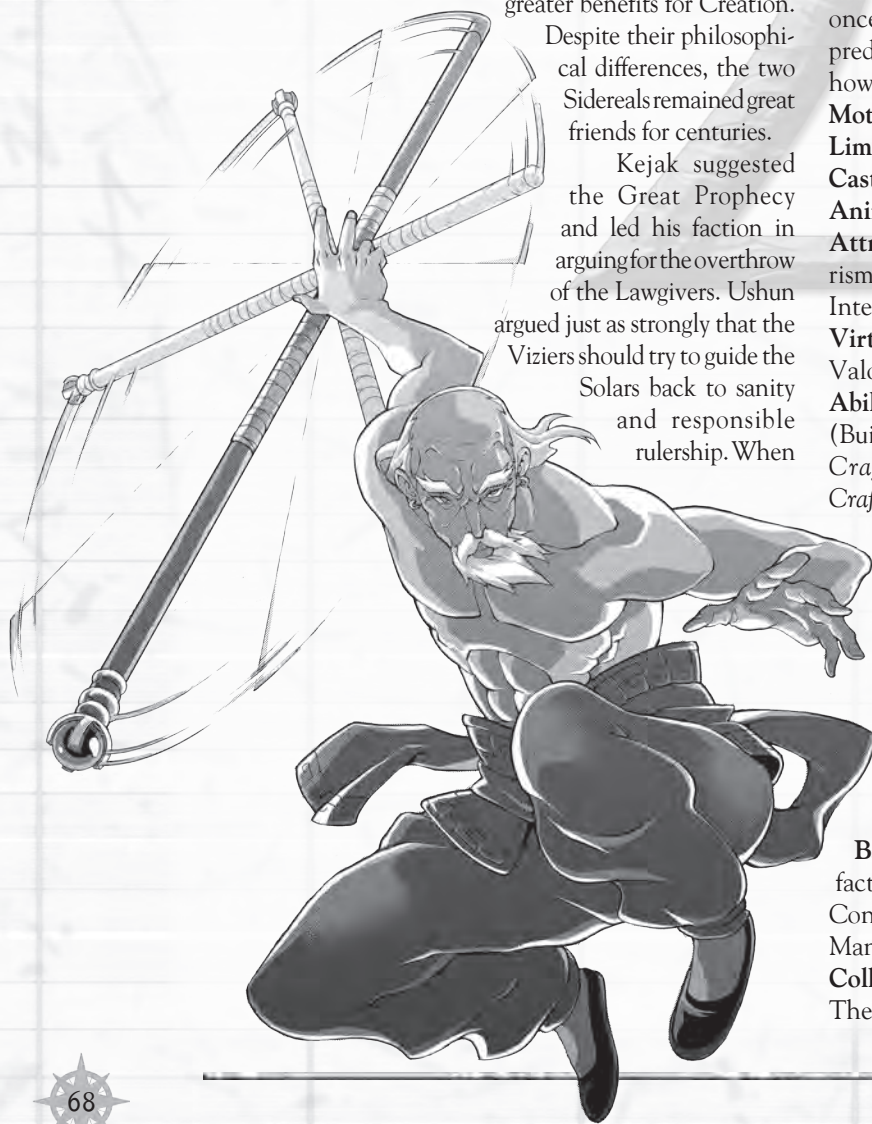 greater benefits for Creation.
Despite their philosophi-
cal differences, the two
Sidereals remained great
friends for centuries.
Kejak suggested
the Great Prophecy
and led his faction in
arguing for the overthrow
of the Lawgivers. Ushun
argued just as strongly that the
Viziers should try to guide the
Solars back to sanity
and responsible
rulership. When
once
pred
how
Mot
Lim
Cast
Ani
Attr
rism
Inte
Virt
Valo
Abil
(Bui
Cra
Craf
B
fact
Con
Man
Coll
The
68